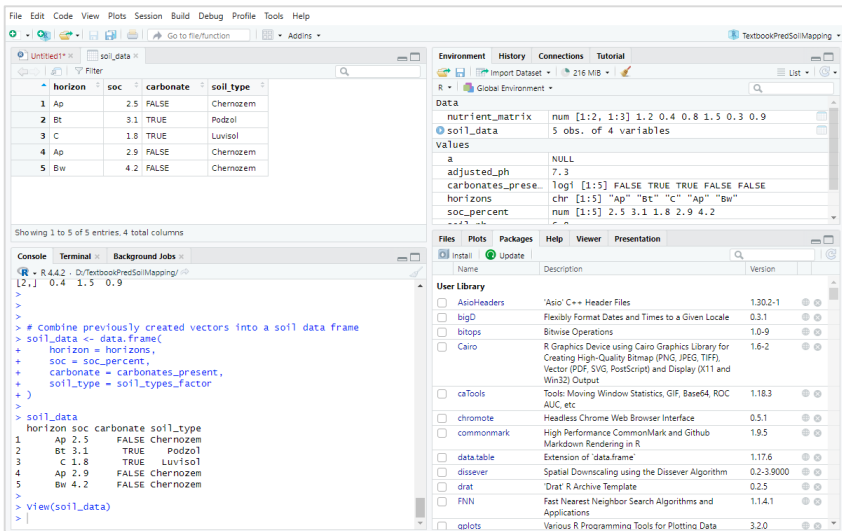 File Edit Code View Plots Session Build Debug Profile Tools Help
Go to file/function Addins TextbookPredSoilMapping
Untitled1* soil_data
Filter
horizon soc carbonate soil_type
1 Ap 2.5 FALSE Chernozem
2 Bt 3.1 TRUE Podzol
3 C 1.8 TRUE Luvisol
4 Ap 2.9 FALSE Chernozem
5 Bw 4.2 FALSE Chernozem
Showing 1 to 5 of 5 entries, 4 total columns
Console Terminal Background Jobs
R 4.4.2 · D:/TextbookPredSoilMapping/
[2,] 0.4 1.5 0.9
>
>
>
> # combine previously created vectors into a soil data frame
> soil_data <- data.frame(
+ horizon = horizons,
+ soc = soc_percent,
+ carbonate = carbonates_present,
+ soil_type = soil_types_factor
+ )
>
> soil_data
horizon soc carbonate soil_type
1 Ap 2.5 FALSE Chernozem
2 Bt 3.1 TRUE Podzol
3 C 1.8 TRUE Luvisol
4 Ap 2.9 FALSE Chernozem
5 Bw 4.2 FALSE Chernozem
>
> View(soil_data)
>
Environment History Connections Tutorial
Import Dataset 216 MiB List
R Global Environment
Data
nutrient_matrix num [1:2, 1:3] 1.2 0.4 0.8 1.5 0.3 0.9
soil_data 5 obs. of 4 variables
Values
a NULL
adjusted_ph 7.3
carbonates_prese… logi [1:5] FALSE TRUE TRUE FALSE FALSE
horizons chr [1:5] "Ap" "Bt" "C" "Ap" "Bw"
soc_percent num [1:5] 2.5 3.1 1.8 2.9 4.2
Files Plots Packages Help Viewer Presentation
Install Update
Name Description Version
User Library
AsioHeaders 'Asio' C++ Header Files 1.30.2-1
bigD Flexibly Format Dates and Times to a Given Locale 0.3.1
bitops Bitwise Operations 1.0-9
Cairo R Graphics Device using Cairo Graphics Library for 1.6-2
Creating High-Quality Bitmap (PNG, JPEG, TIFF),
Vector (PDF, SVG, PostScript) and Display (X11 and
Win32) Output
caTools Tools: Moving Window Statistics, GIF, Base64, ROC 1.18.3
AUC, etc
chromote Headless Chrome Web Browser Interface 0.5.1
commonmark High Performance CommonMark and Github 1.9.5
Markdown Rendering in R
data.table Extension of `data.frame` 1.17.6
dissever Spatial Downscaling using the Dissever Algorithm 0.2-3.9000
drat 'Drat' R Archive Template 0.2.5
FNN Fast Nearest Neighbor Search Algorithms and 1.1.4.1
Applications
gplots Various R Programming Tools for Plotting Data 3.2.0